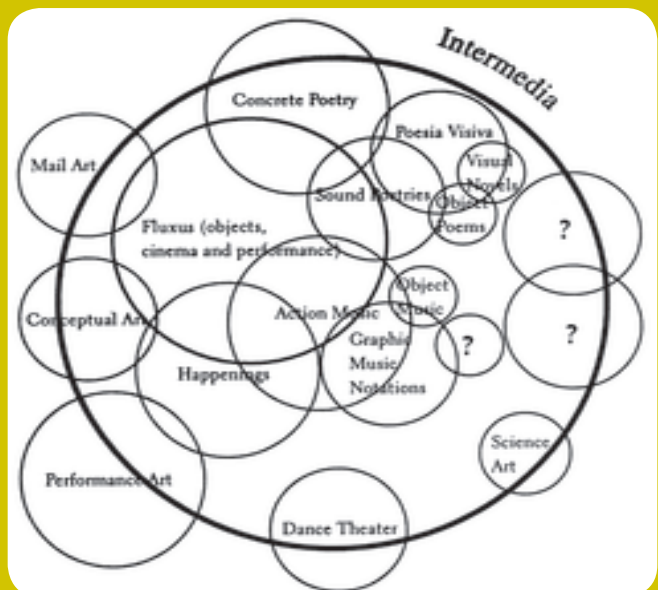 Intermedia
Concrete Poetry
Poesia Visiva
Mail Art
Visual
Novels
Sound Poetries
Object
Poems
Fluxus (objects,
cinema and performance)
?
Object
Music
Action Music
Conceptual Art
Graphic
Music
Notations
?
?
Happenings
Science
Art
Performance Art
Dance Theater